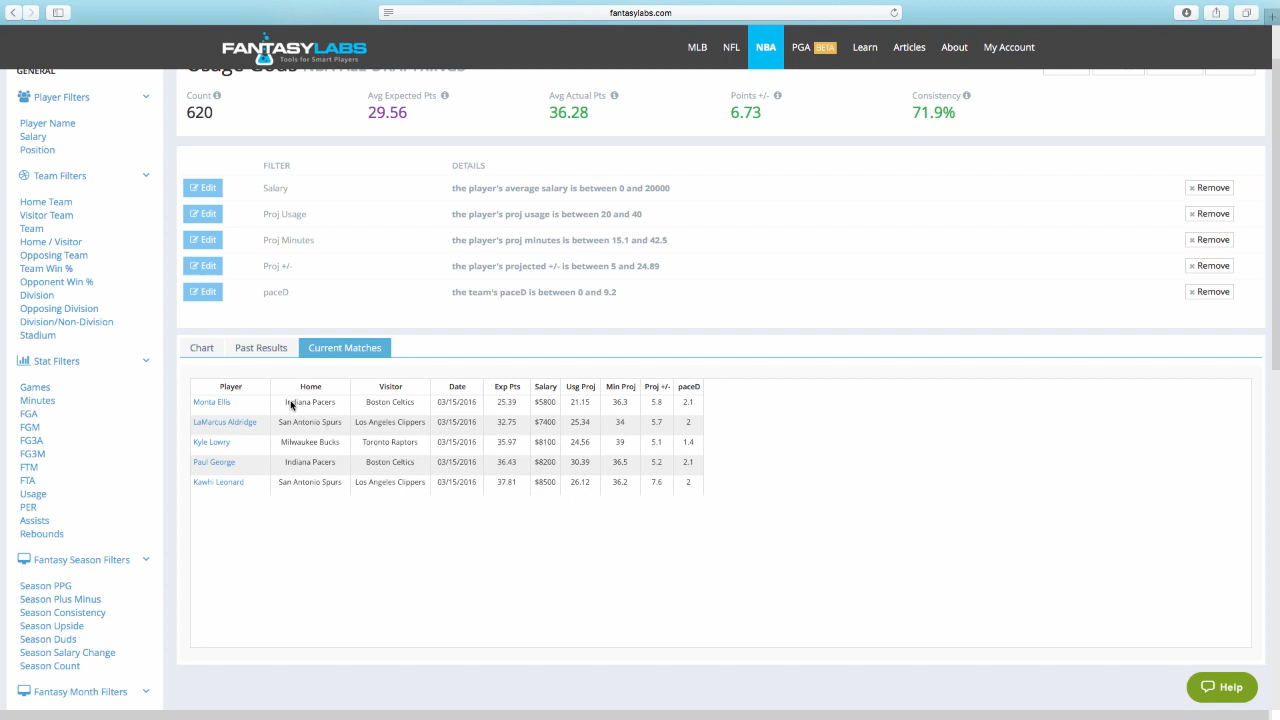 fantasylabs.com
FANTASYLABS
Tools for Smart Players
MLB NFL NBA PGA BETA Learn Articles About My Account
GENERAL
Player Filters
Player Name
Salary
Position
Team Filters
Home Team
Visitor Team
Team
Home / Visitor
Opposing Team
Team Win %
Opponent Win %
Division
Opposing Division
Division/Non-Division
Stadium
Stat Filters
Games
Minutes
FGA
FGM
FG3A
FG3M
FTM
FTA
Usage
PER
Assists
Rebounds
Fantasy Season Filters
Season PPG
Season Plus Minus
Season Consistency
Season Upside
Season Duds
Season Salary Change
Season Count
Fantasy Month Filters
Usage Gods NBA ALL DRAFTKINGS
Count Avg Expected Pts Avg Actual Pts Points +/- Consistency
620 29.56 36.28 6.73 71.9%
FILTER DETAILS
Edit Salary the player's average salary is between 0 and 20000 × Remove
Edit Proj Usage the player's proj usage is between 20 and 40 × Remove
Edit Proj Minutes the player's proj minutes is between 15.1 and 42.5 × Remove
Edit Proj +/- the player's projected +/- is between 5 and 24.89 × Remove
Edit paceD the team's paceD is between 0 and 9.2 × Remove
Chart Past Results Current Matches
Player Home Visitor Date Exp Pts Salary Usg Proj Min Proj Proj +/- paceD
Monta Ellis Indiana Pacers Boston Celtics 03/15/2016 25.39 $5800 21.15 36.3 5.8 2.1
LaMarcus Aldridge San Antonio Spurs Los Angeles Clippers 03/15/2016 32.75 $7400 25.34 34 5.7 2
Kyle Lowry Milwaukee Bucks Toronto Raptors 03/15/2016 35.97 $8100 24.56 39 5.1 1.4
Paul George Indiana Pacers Boston Celtics 03/15/2016 36.43 $8200 30.39 36.5 5.2 2.1
Kawhi Leonard San Antonio Spurs Los Angeles Clippers 03/15/2016 37.81 $8500 26.12 36.2 7.6 2
Help